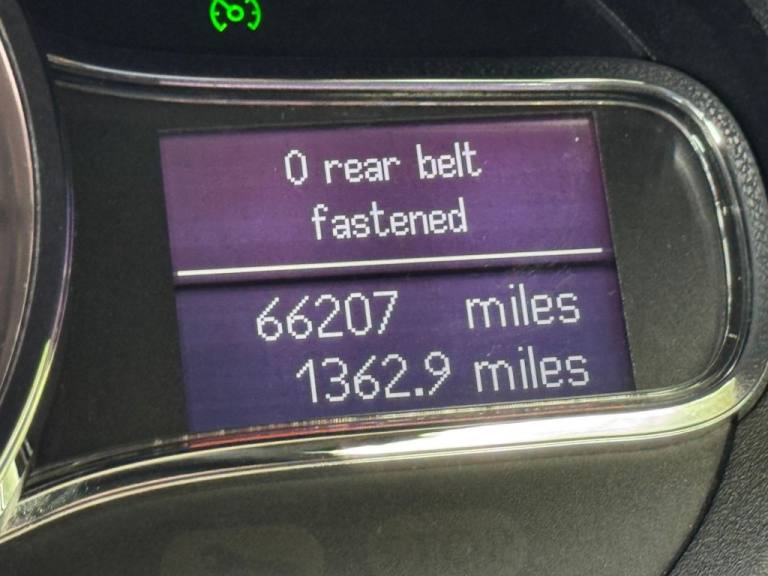 0 rear belt
fastened
66207 miles
1362.9 miles